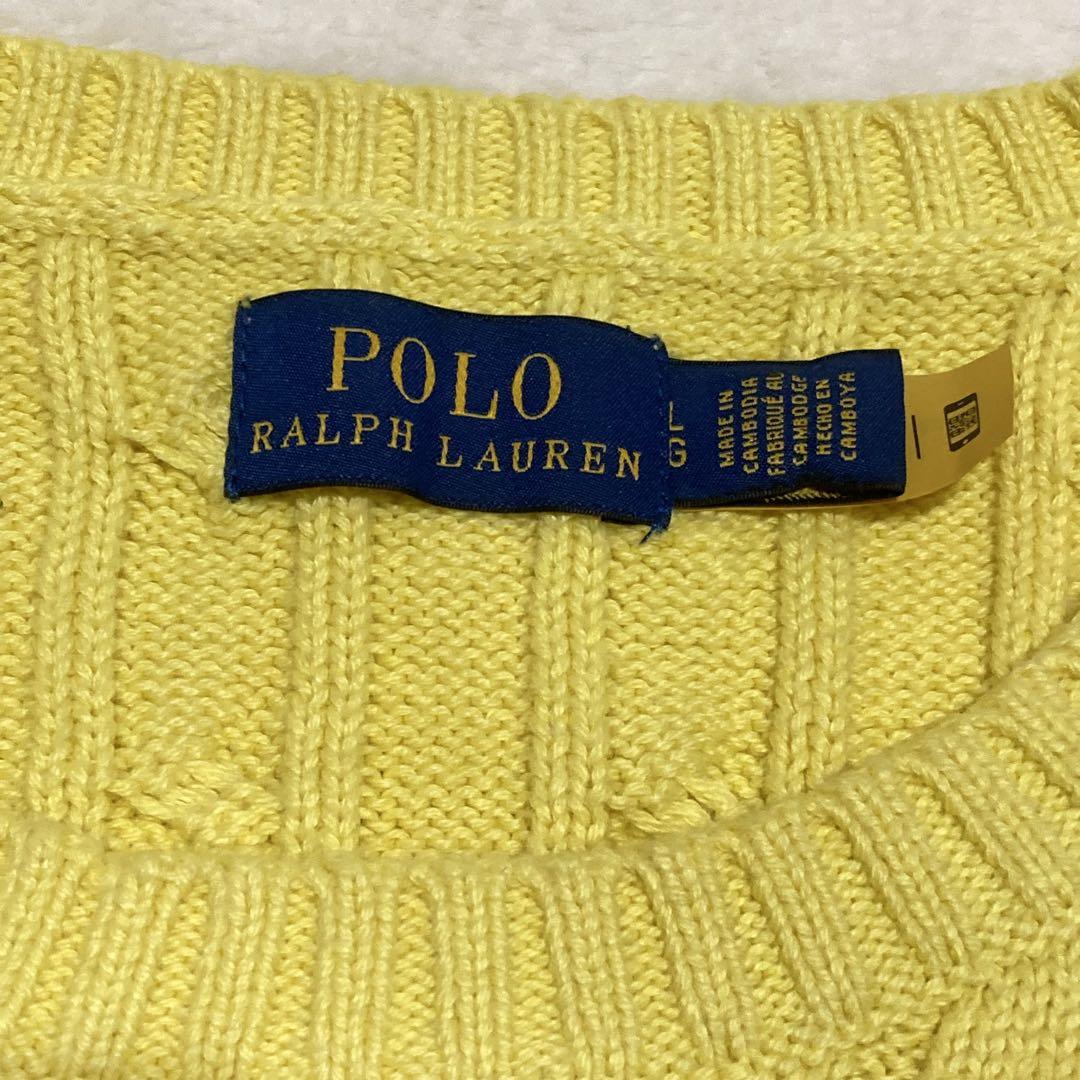 POLO
RALPH LAUREN
L
G
MADE IN
CAMBODIA
FABRIQUÉ AU
CAMBODGE
HECHO EN
CAMBOYA